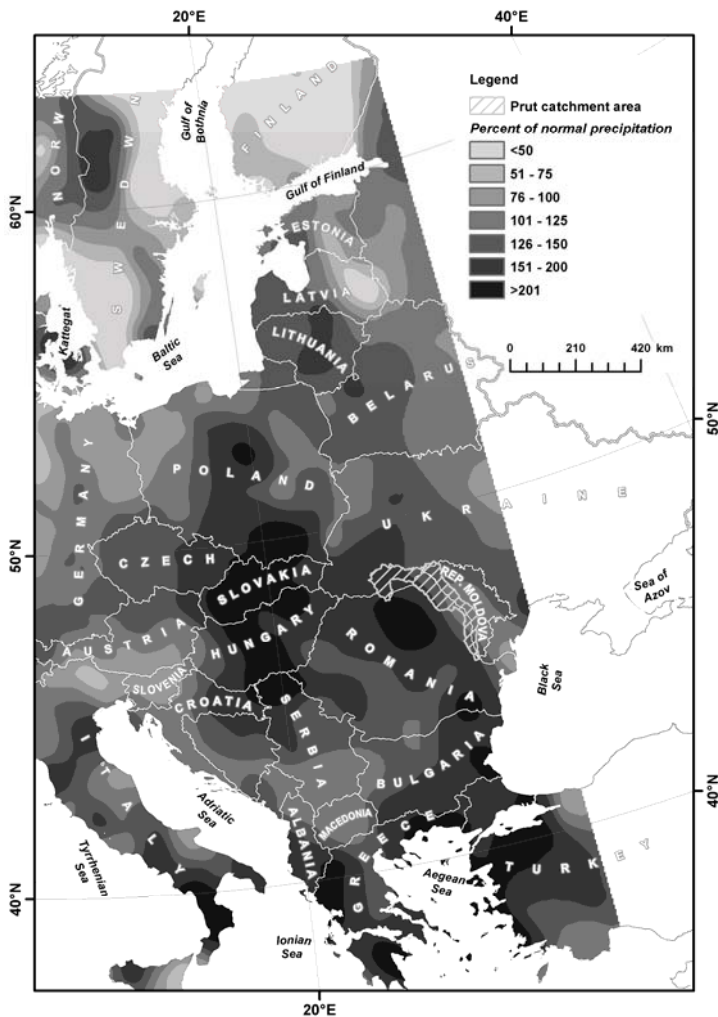 20°E
40°E
Legend
Prut catchment area
Percent of normal precipitation
<50
51 - 75
76 - 100
101 - 125
126 - 150
151 - 200
>201
0 210 420 km
NORWAY
SWEDWN
SWE
FINLAND
Gulf of
Bothnia
Gulf of Finland
60°N
ESTONIA
LATVIA
LITHUANIA
Kattegat
Baltic
Sea
BELARUS
50°N
GERMANY
POLAND
UKRAINE
50°N
CZECH
SLOVAKIA
REP. MOLDOVA
Sea of
Azov
AUSTRIA
HUNGARY
ROMANIA
SLOVENIA
CROATIA
SERBIA
Black
Sea
ITALY
BULGARIA
Adriatic
Sea
MACEDONIA
ALBANIA
GREECE
40°N
Tyrrhenian
Sea
Aegean
Sea
TURKEY
40°N
Ionian
Sea
20°E